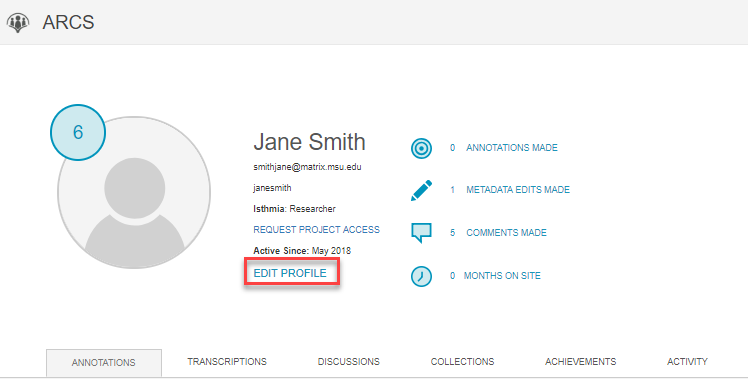 ARCS
6
Jane Smith
smithjane@matrix.msu.edu
janesmith
Isthmia: Researcher
REQUEST PROJECT ACCESS
Active Since: May 2018
EDIT PROFILE
0 ANNOTATIONS MADE
1 METADATA EDITS MADE
5 COMMENTS MADE
0 MONTHS ON SITE
ANNOTATIONS TRANSCRIPTIONS DISCUSSIONS COLLECTIONS ACHIEVEMENTS ACTIVITY